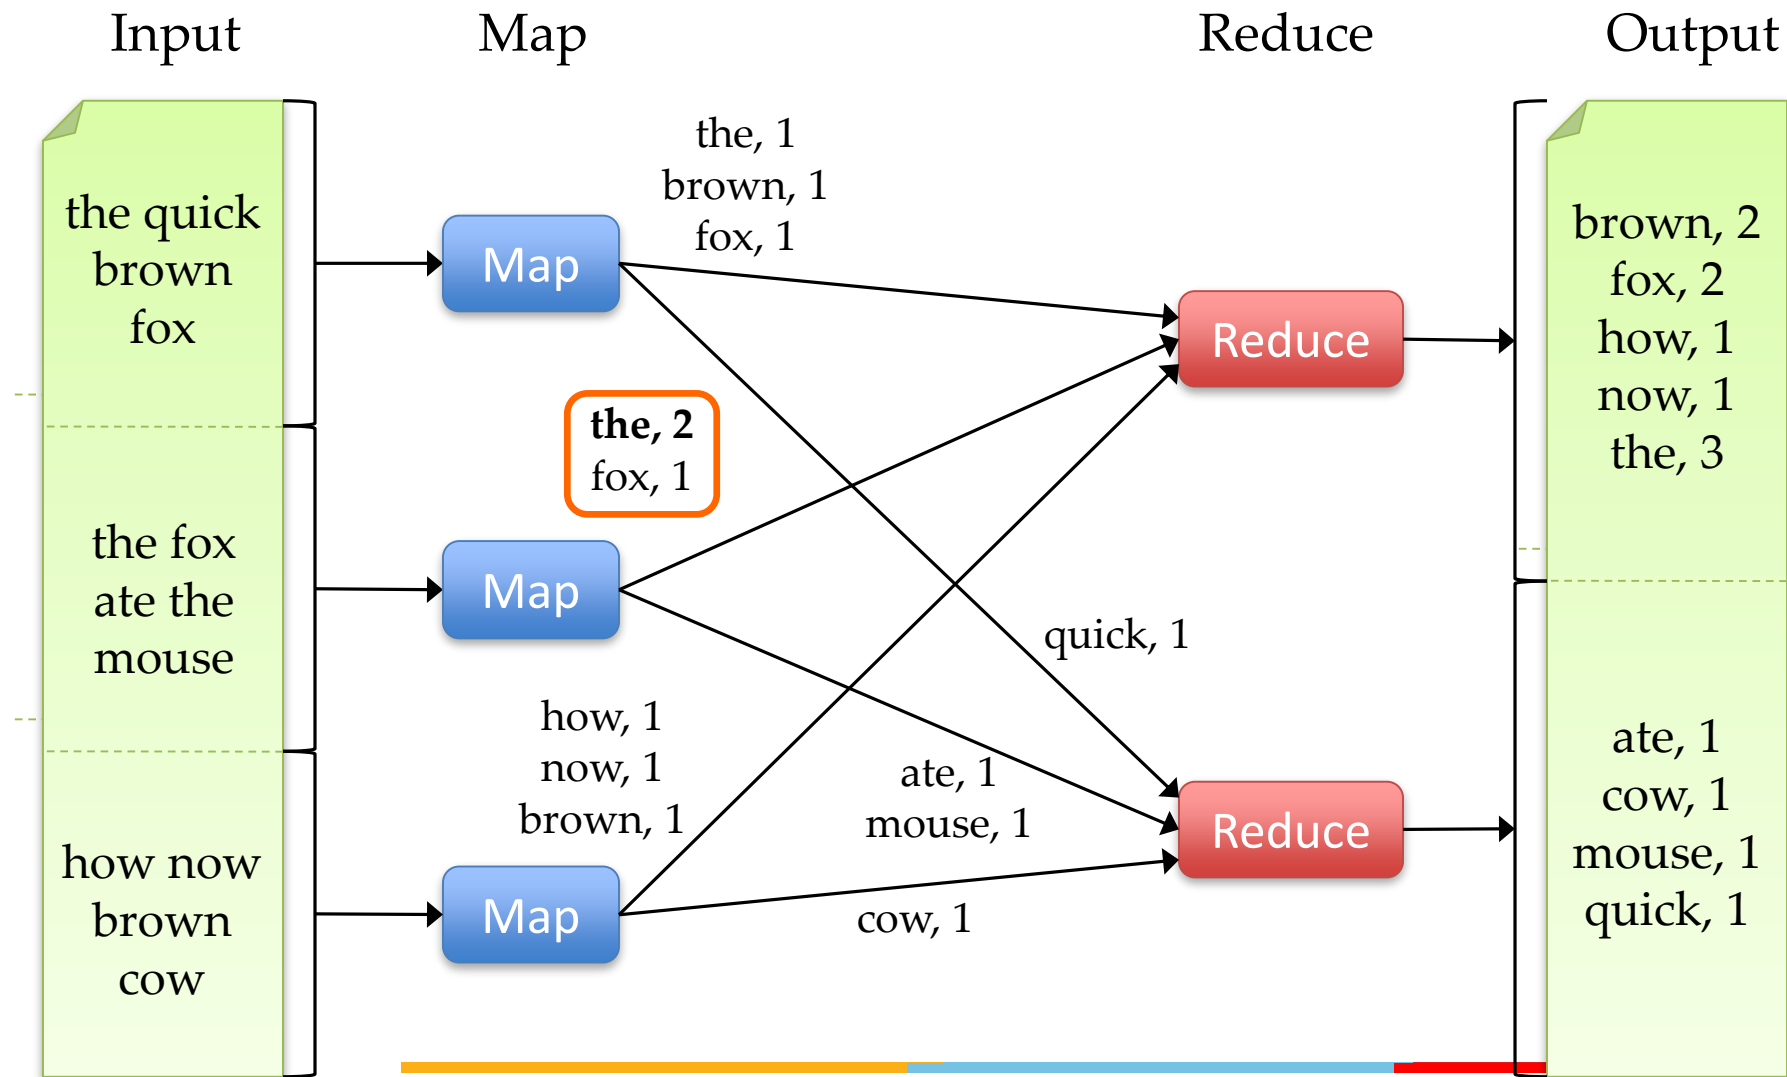 Input
Map
Reduce
Output
the quick
brown
fox
the fox
ate the
mouse
how now
brown
cow
Map
Map
Map
the, 1
brown, 1
fox, 1
the, 2
fox, 1
how, 1
now, 1
brown, 1
quick, 1
ate, 1
mouse, 1
cow, 1
Reduce
Reduce
brown, 2
fox, 2
how, 1
now, 1
the, 3
ate, 1
cow, 1
mouse, 1
quick, 1